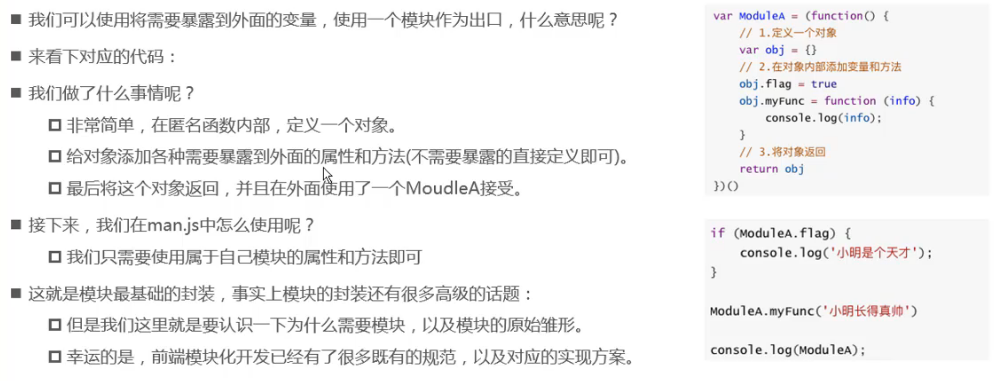 ■ 我们可以使用将需要暴露到外面的变量，使用一个模块作为出口，什么意思呢？
■ 来看下对应的代码：
■ 我们做了什么事情呢？
□ 非常简单，在匿名函数内部，定义一个对象。
□ 给对象添加各种需要暴露到外面的属性和方法(不需要暴露的直接定义即可)。
□ 最后将这个对象返回，并且在外面使用了一个MoudleA接受。
■ 接下来，我们在man.js中怎么使用呢？
□ 我们只需要使用属于自己模块的属性和方法即可
■ 这就是模块最基础的封装，事实上模块的封装还有很多高级的话题：
□ 但是我们这里就是要认识一下为什么需要模块，以及模块的原始雏形。
□ 幸运的是，前端模块化开发已经有了很多既有的规范，以及对应的实现方案。
var ModuleA = (function() {
    // 1.定义一个对象
    var obj = {}
    // 2.在对象内部添加变量和方法
    obj.flag = true
    obj.myFunc = function (info) {
        console.log(info);
    }
    // 3.将对象返回
    return obj
})()
if (ModuleA.flag) {
    console.log('小明是个天才');
}
ModuleA.myFunc('小明长得真帅')
console.log(ModuleA);